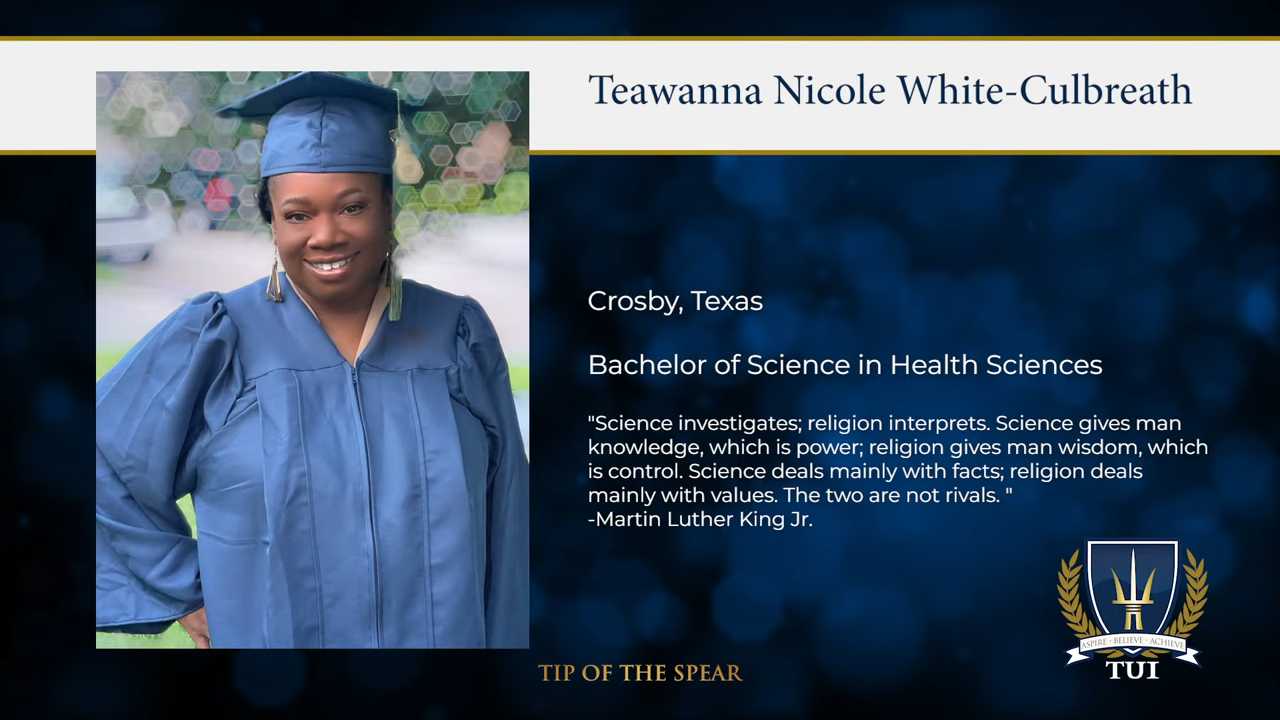 Teawanna Nicole White-Culbreath
Crosby, Texas
Bachelor of Science in Health Sciences
"Science investigates; religion interprets. Science gives man
knowledge, which is power; religion gives man wisdom, which
is control. Science deals mainly with facts; religion deals
mainly with values. The two are not rivals. "
-Martin Luther King Jr.
ASPIRE · BELIEVE · ACHIEVE
TUI
TIP OF THE SPEAR